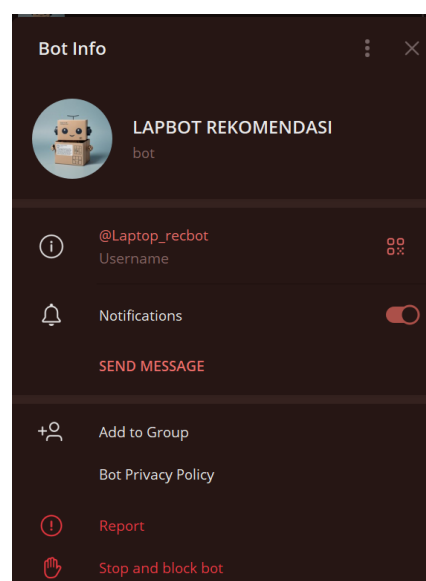 Bot Info
LAPBOT REKOMENDASI
bot
@Laptop_recbot
Username
Notifications
SEND MESSAGE
Add to Group
Bot Privacy Policy
Report
Stop and block bot